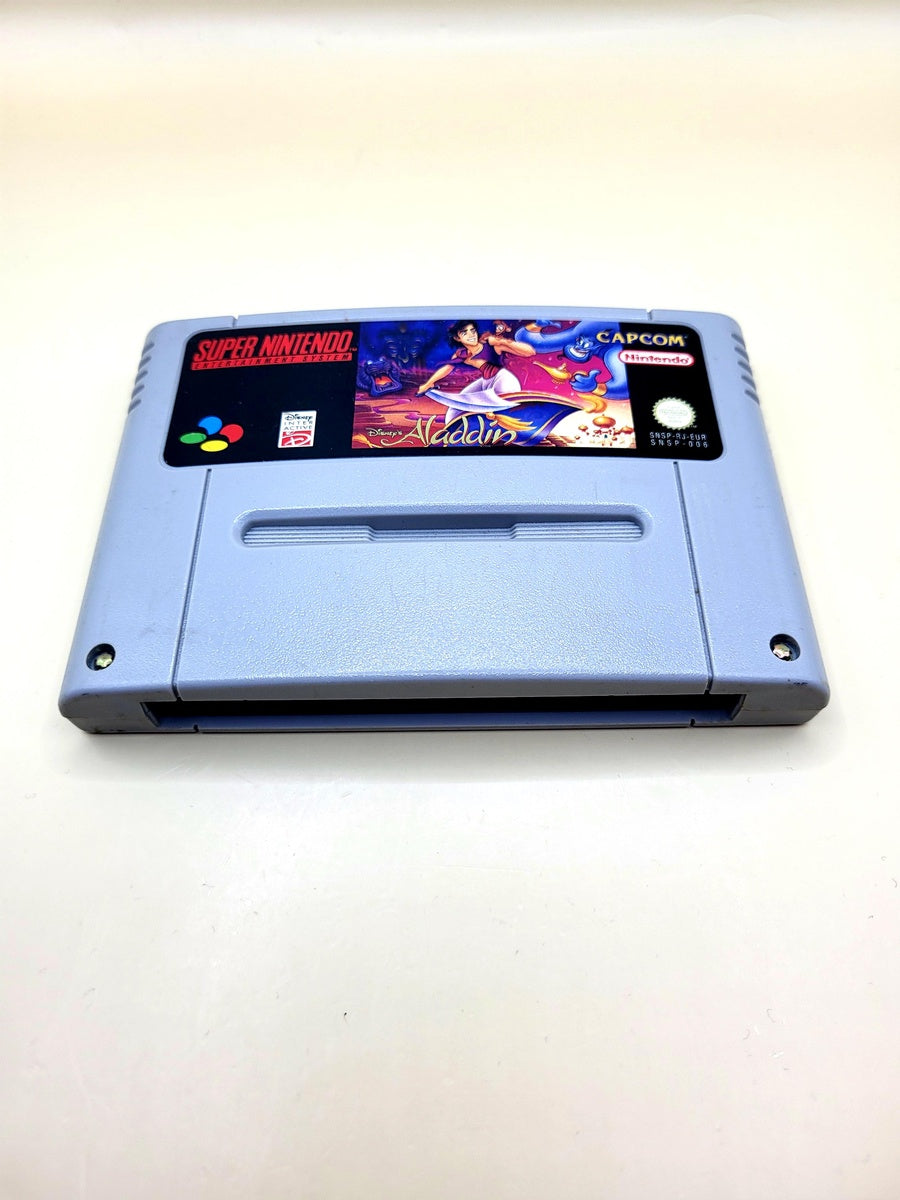 SUPER NINTENDO
ENTERTAINMENT SYSTEM
DISNEY
INTER
ACTIVE
DISNEY'S Aladdin
CAPCOM
Nintendo
SNSP-RJ-EUR
SNSP-006